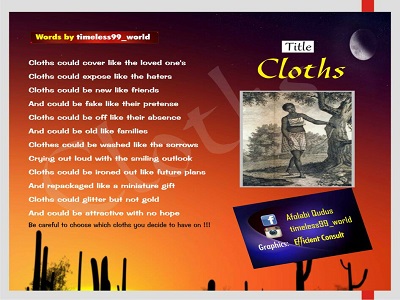 Words by timeless99_world
Cloths could cover like the loved one's
Cloths could expose like the haters
Cloths could be new like friends
And could be fake like their pretense
Cloths could be off like their absence
And could be old like families
Clothes could be washed like the sorrows
Crying out loud with the smiling outlook
Cloths could be ironed out like future plans
And repackaged like a miniature gift
Cloths could glitter but not gold
And could be attractive with no hope
Be careful to choose which cloths you decide to have on !!!
Title
Cloths
Afolabi Qudus
timeless99_world
Graphics: Efficient Consult
Cloths